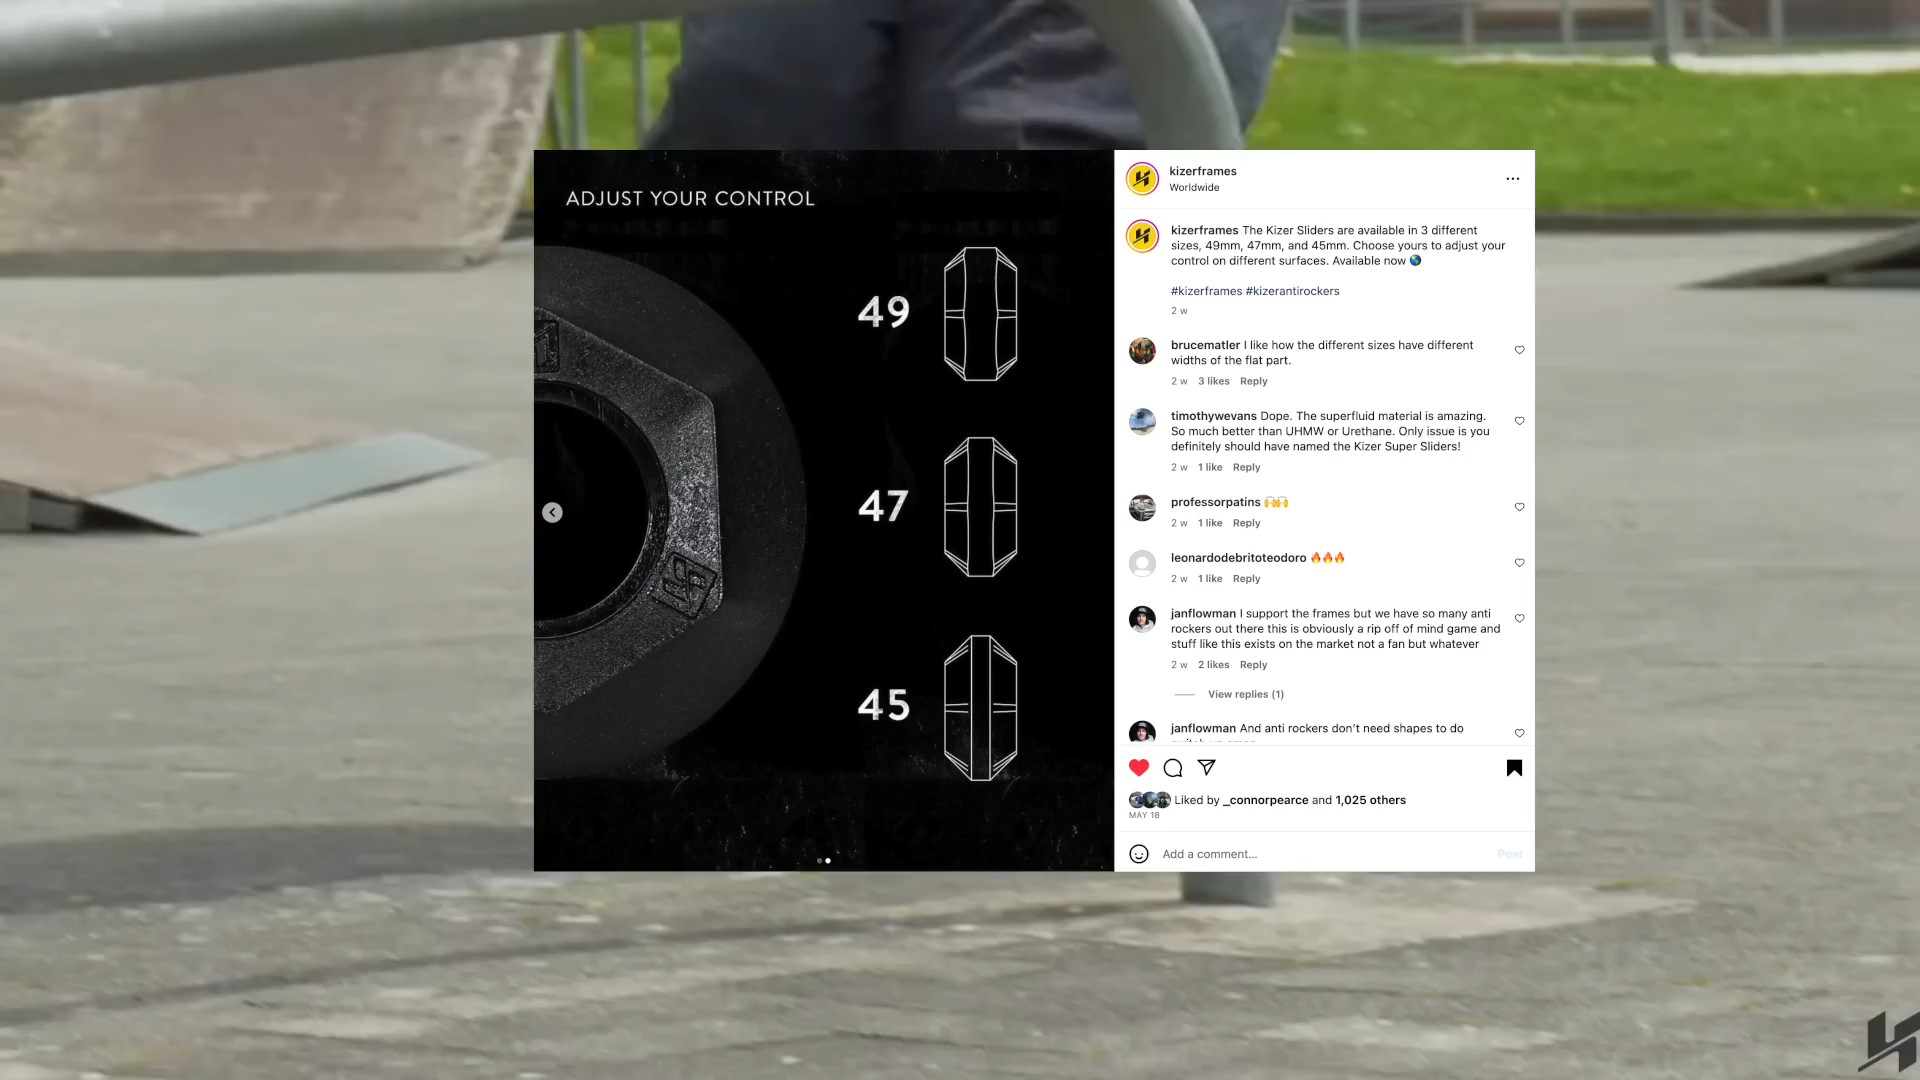 ADJUST YOUR CONTROL
49
47
45
kizerframes
Worldwide
kizerframes The Kizer Sliders are available in 3 different
sizes, 49mm, 47mm, and 45mm. Choose yours to adjust your
control on different surfaces. Available now 🌎
#kizerframes #kizerantirockers
2 w
brucematler I like how the different sizes have different
widths of the flat part.
2 w 3 likes Reply
timothywevans Dope. The superfluid material is amazing.
So much better than UHMW or Urethane. Only issue is you
definitely should have named the Kizer Super Sliders!
2 w 1 like Reply
professorpatins 🙌🙌
2 w 1 like Reply
leonardodebritoteodoro 🔥🔥🔥
2 w 1 like Reply
janflowman I support the frames but we have so many anti
rockers out there this is obviously a rip off of mind game and
stuff like this exists on the market not a fan but whatever
2 w 2 likes Reply
View replies (1)
janflowman And anti rockers don't need shapes to do
Liked by _connorpearce and 1,025 others
MAY 18
Add a comment...
Post